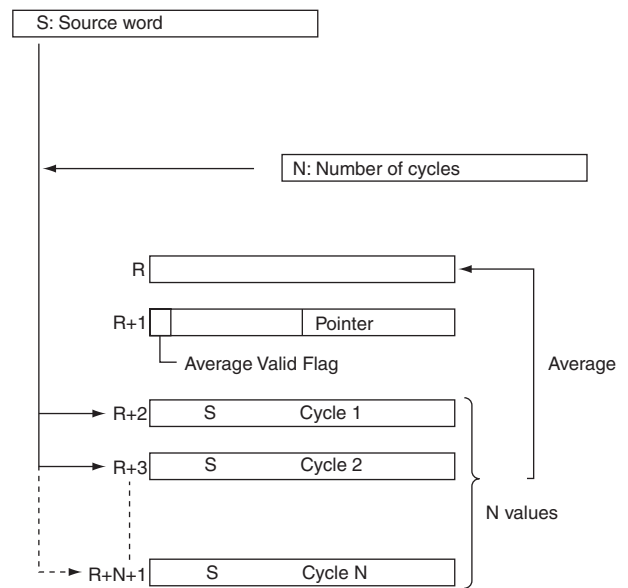 S: Source word
N: Number of cycles
R
R+1 Pointer
Average Valid Flag
Average
R+2 S Cycle 1
R+3 S Cycle 2
N values
R+N+1 S Cycle N